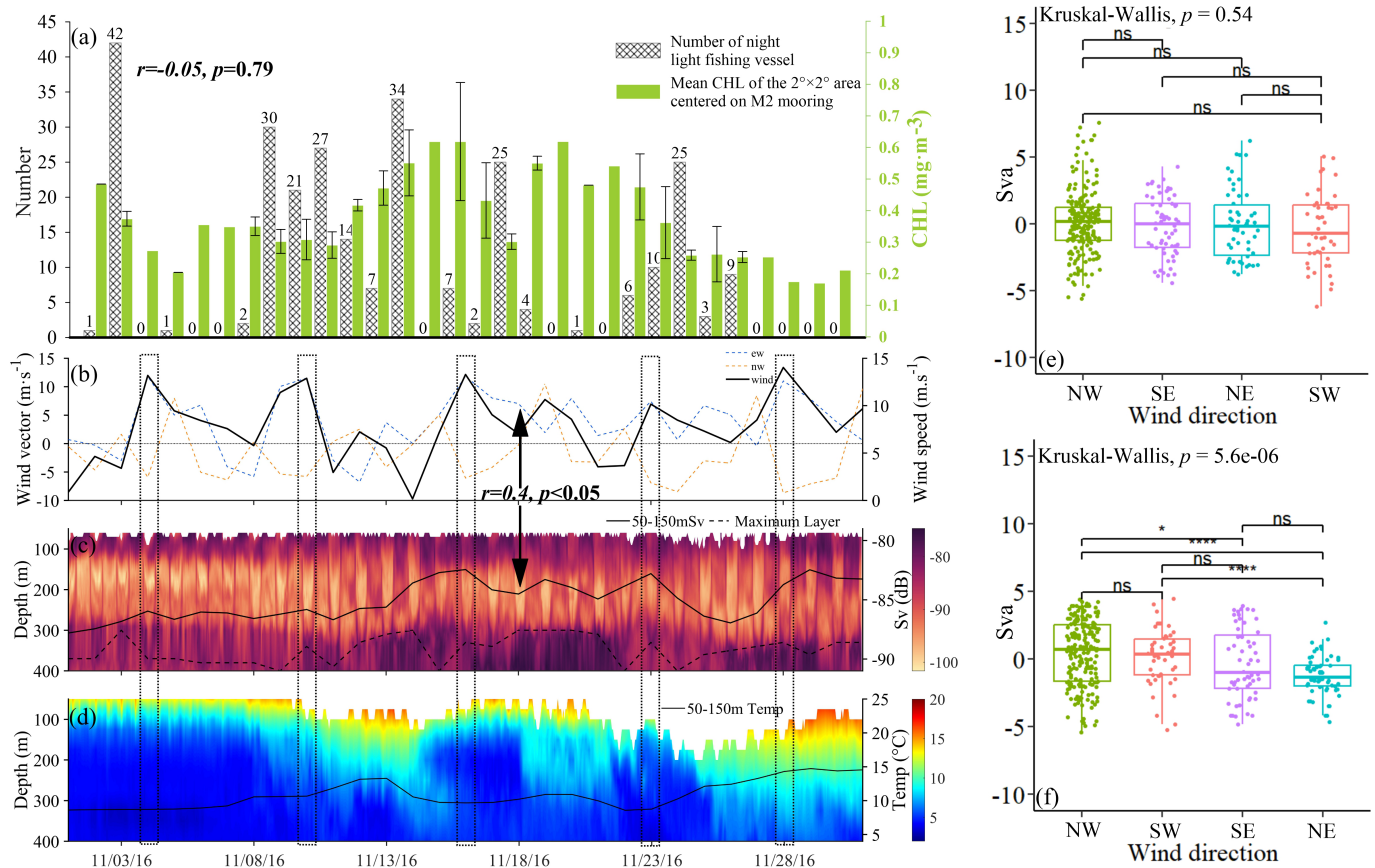 (a)
r=-0.05, p=0.79
Number of night
light fishing vessel
Mean CHL of the 2°×2° area
centered on M2 mooring
Number
45
40
35
30
25
20
15
10
5
0
1
42
0
1
0
0
2
30
21
27
14
7
34
0
7
2
25
4
0
1
0
6
10
25
3
9
0
0
0
0
1
0.9
0.8
0.7
0.6
0.5
0.4
0.3
0.2
0.1
0
CHL (mg·m-3)
(b)
Wind vector (m·s-1)
15
10
5
0
-5
-10
ew
nw
wind
15
10
5
0
Wind speed (m.s-1)
r=0.4, p<0.05
50-150mSv
Maximum Layer
(c)
Depth (m)
100
200
300
400
-80
-85
-90
Sv (dB)
-80
-90
-100
(d)
50-150m Temp
Depth (m)
100
200
300
400
25
20
15
10
5
Temp (°C)
20
15
10
5
11/03/16
11/08/16
11/13/16
11/18/16
11/23/16
11/28/16
Kruskal-Wallis, p = 0.54
ns
ns
ns
ns
ns
Sva
15
10
5
0
-5
-10
(e)
NW
SE
NE
SW
Wind direction
Kruskal-Wallis, p = 5.6e-06
ns
*
****
ns
****
ns
Sva
15
10
5
0
-5
-10
(f)
NW
SW
SE
NE
Wind direction